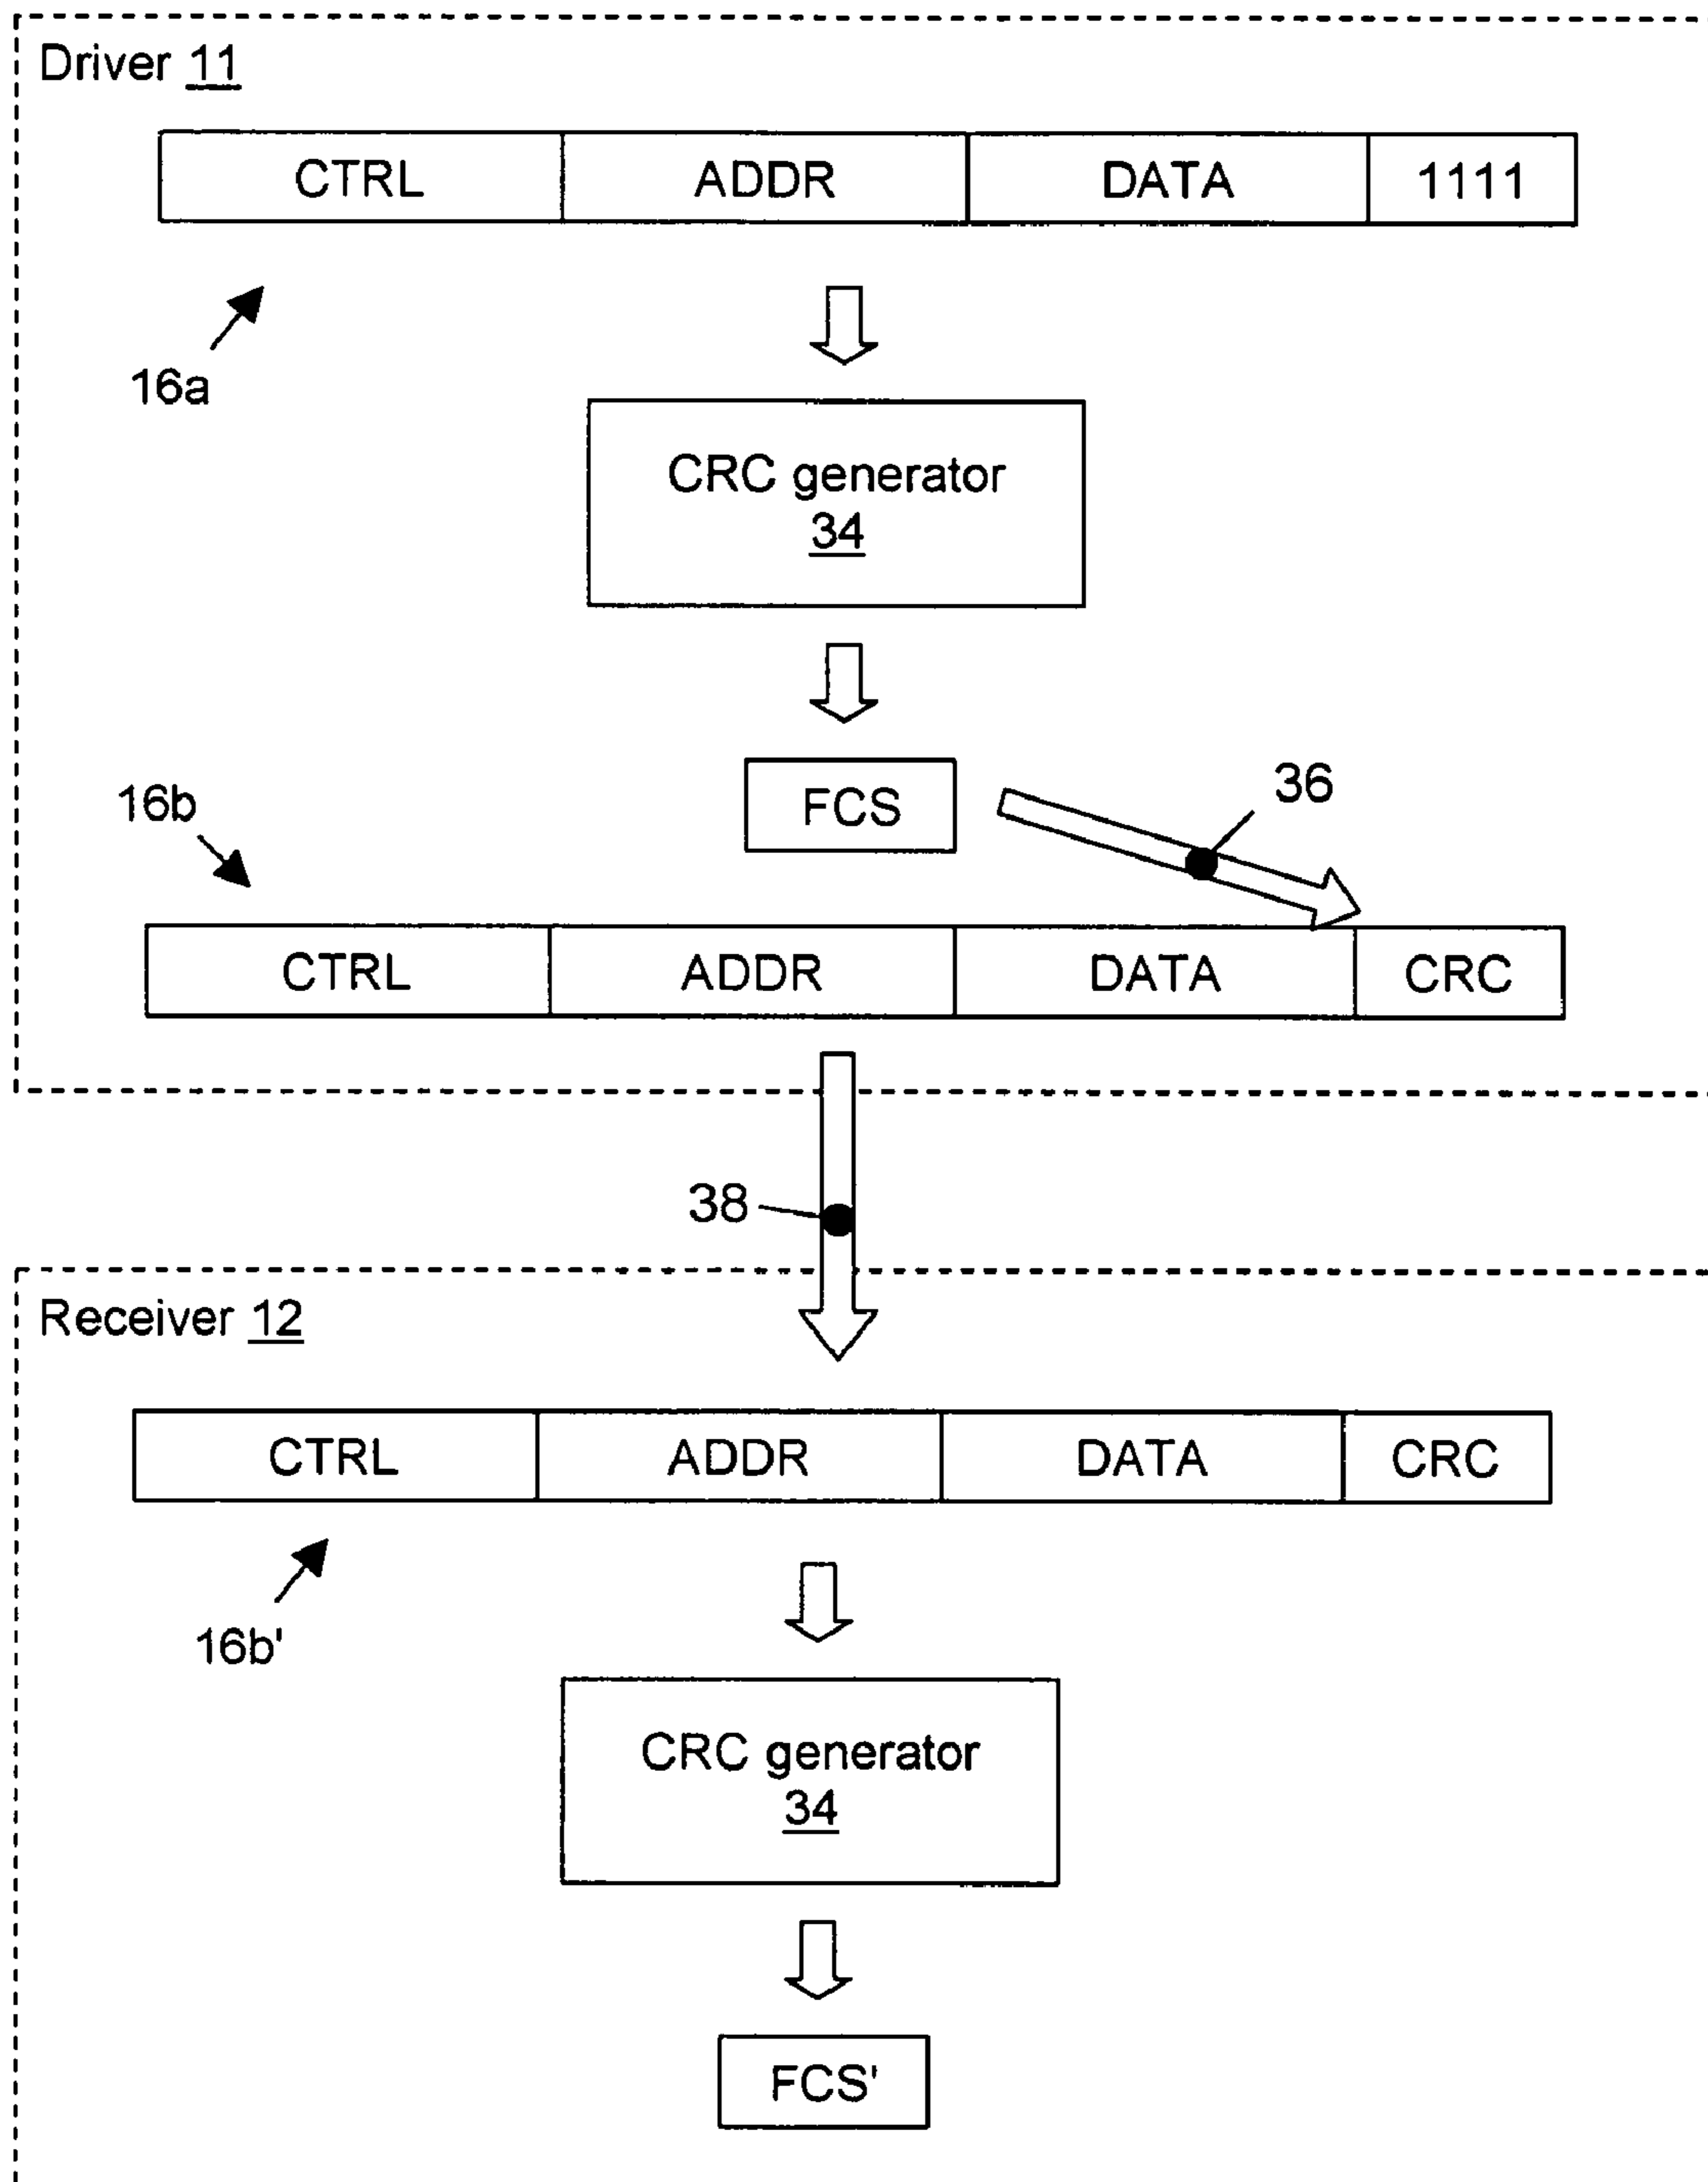 Driver 11
CTRL ADDR DATA 1111
16a
CRC generator
34
36
16b
FCS
CTRL ADDR DATA CRC
38
Receiver 12
CTRL ADDR DATA CRC
16b'
CRC generator
34
FCS'